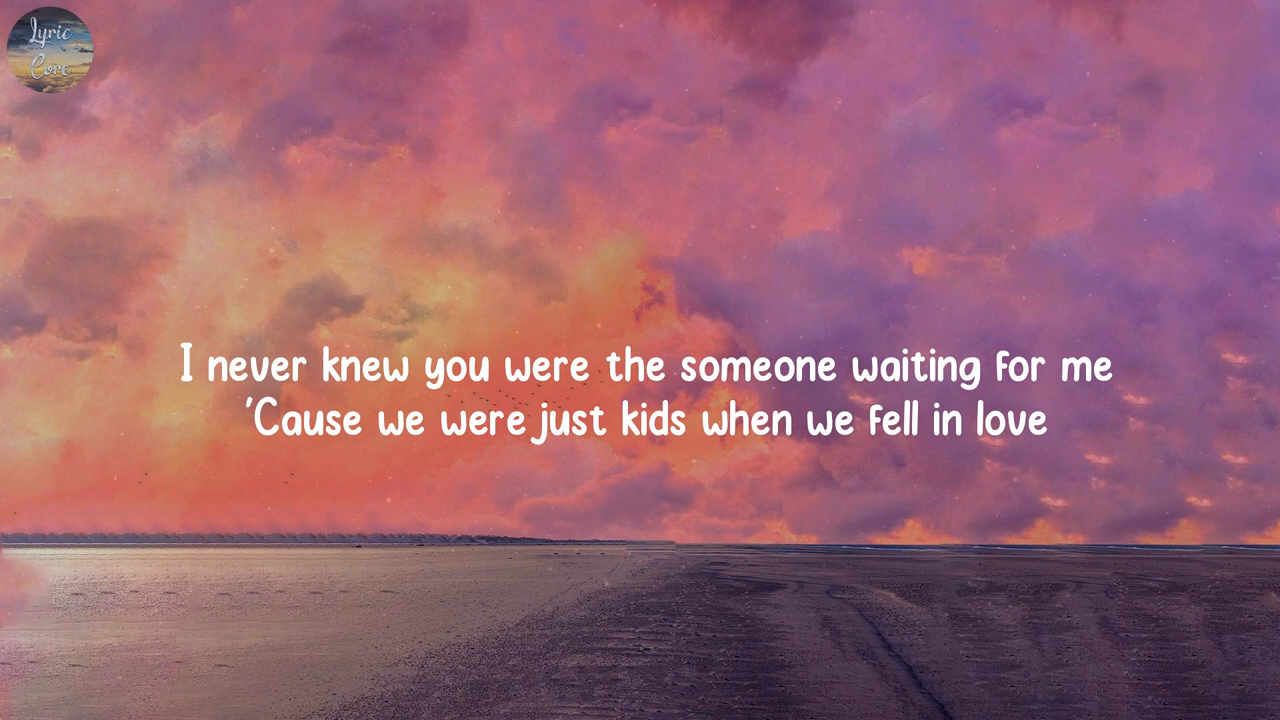 Lyric
Core
I never knew you were the someone waiting for me
'Cause we were just kids when we fell in love